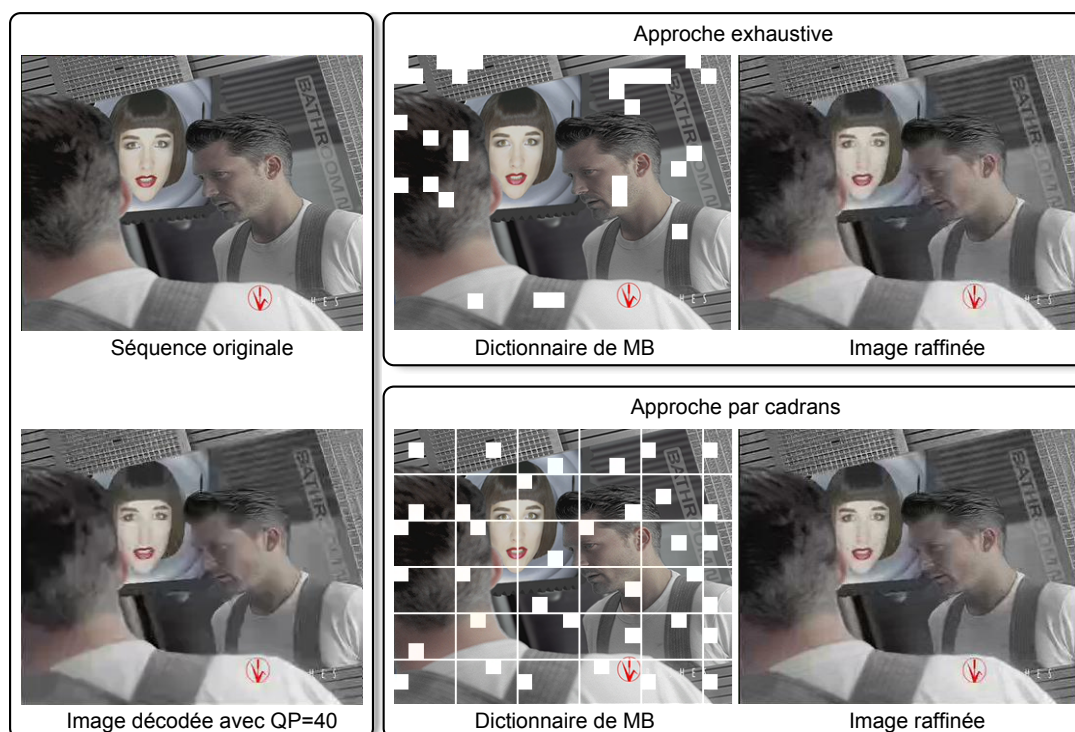 Séquence originale
Image décodée avec QP=40
Approche exhaustive
BATHROOM
Dictionnaire de MB
Image raffinée
Approche par cadrans
Dictionnaire de MB
Image raffinée